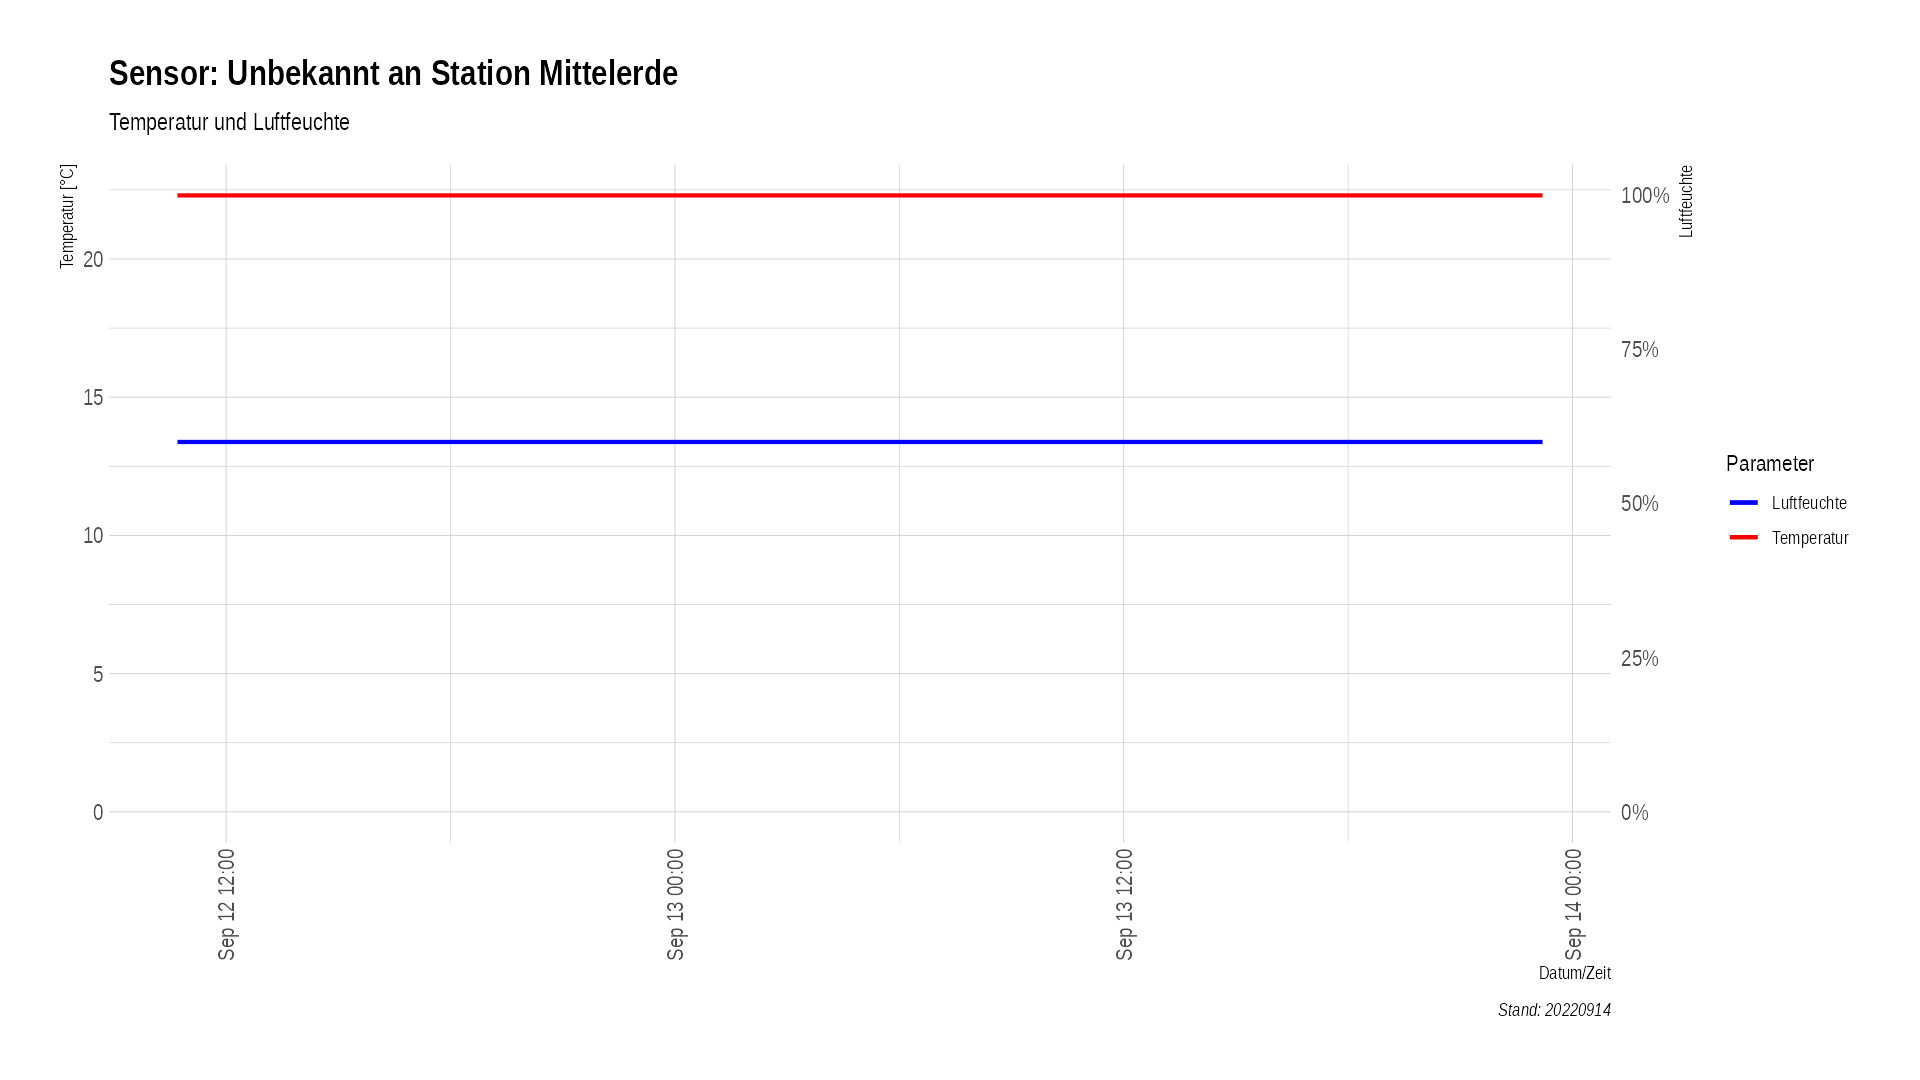 Sensor: Unbekannt an Station Mittelerde
Temperatur und Luftfeuchte
Temperatur [°C]
20
15
10
5
0
100%
75%
50%
25%
0%
Luftfeuchte
Parameter
Luftfeuchte
Temperatur
Sep 12 12:00
Sep 13 00:00
Sep 13 12:00
Sep 14 00:00
Datum/Zeit
Stand: 20220914